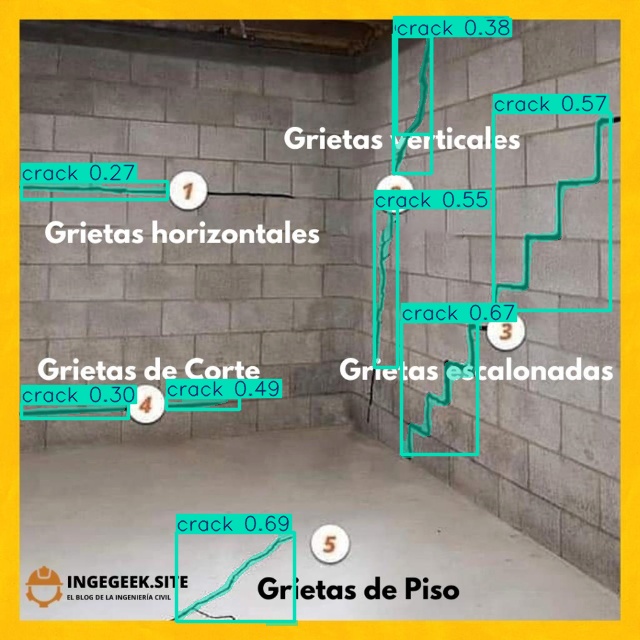 crack 0.38
crack 0.57
Grietas verticales
crack 0.27
1
crack 0.55
Grietas horizontales
crack 0.67
3
Grietas de Corte
Grietas escalonadas
crack 0.30
4
crack 0.49
crack 0.69
5
INGEGEEK.SITE
EL BLOG DE LA INGENIERÍA CIVIL
Grietas de Piso